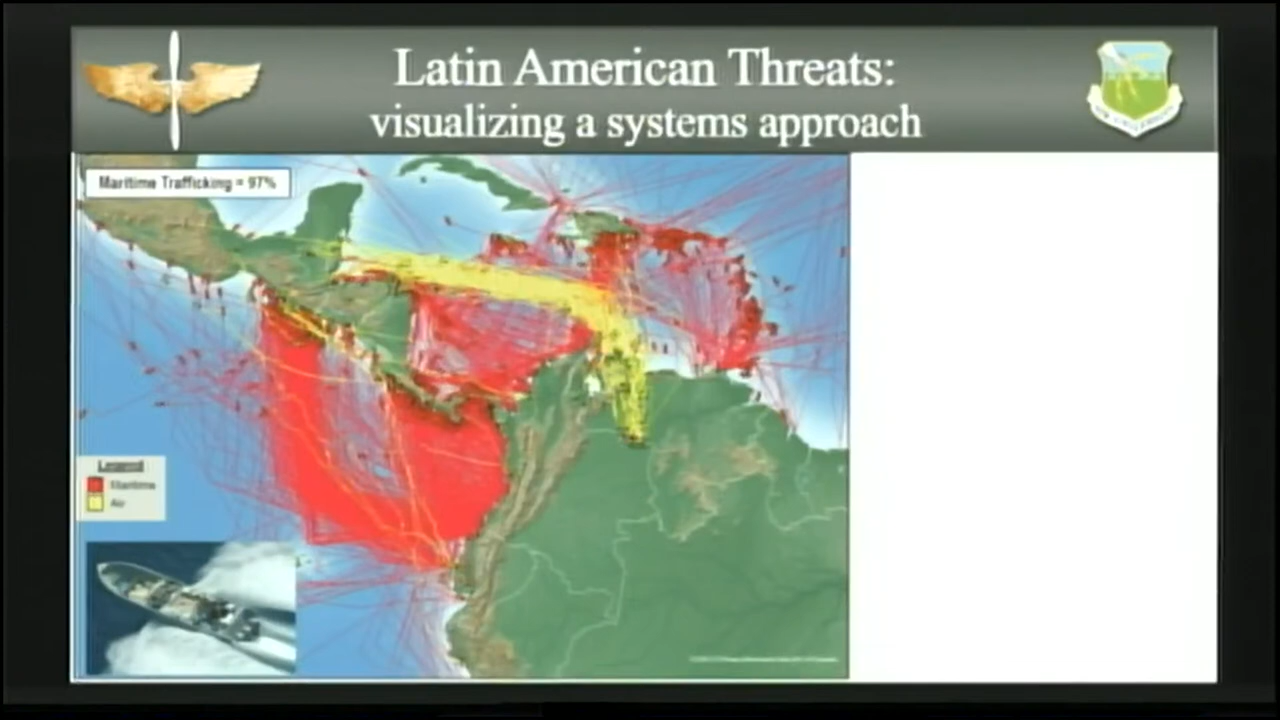 Latin American Threats:
visualizing a systems approach
Maritime Trafficking = 97%
Legend
Maritime
Air